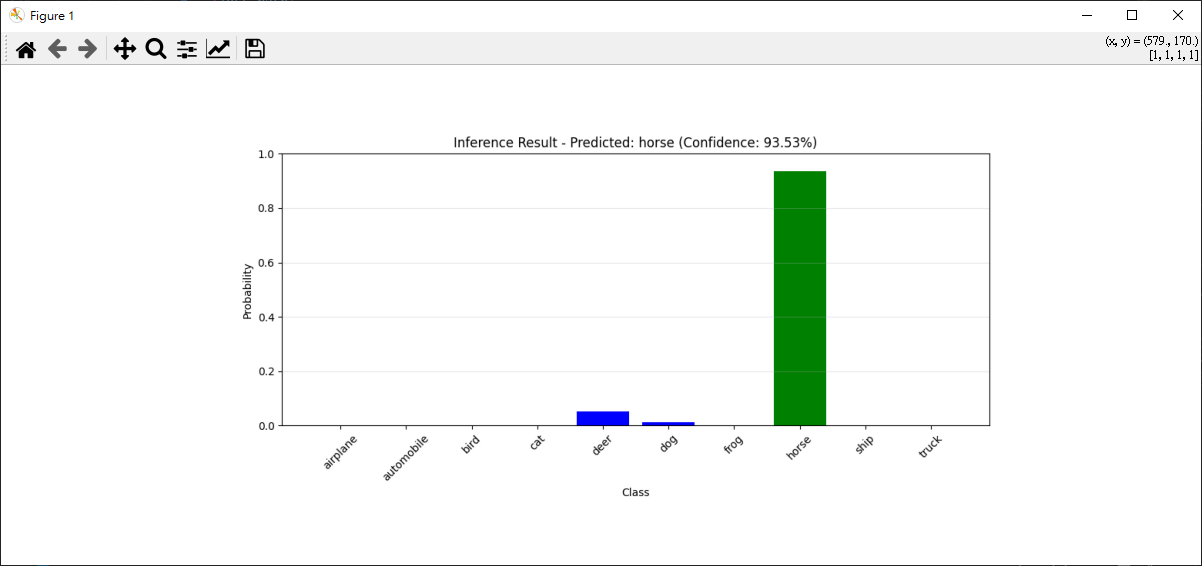 Figure 1
(x, y) = (579., 170.)
[1, 1, 1, 1]
Inference Result - Predicted: horse (Confidence: 93.53%)
1.0
0.8
0.6
0.4
0.2
0.0
Probability
airplane
automobile
bird
cat
deer
dog
frog
horse
ship
truck
Class